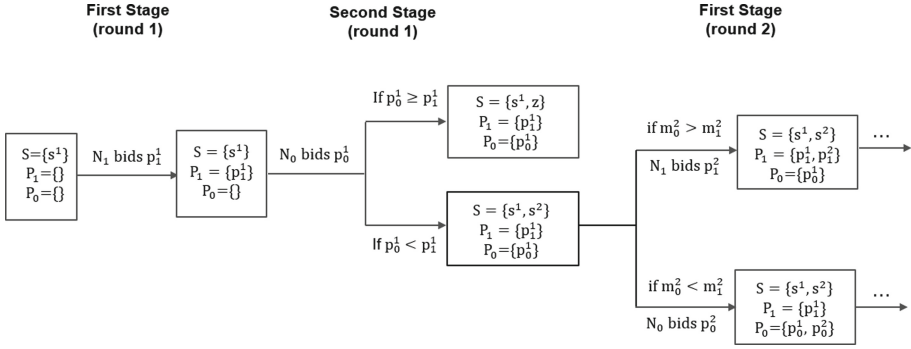 First Stage
(round 1)
Second Stage
(round 1)
First Stage
(round 2)
S={s¹}
P₁={}
P₀={}
N₁ bids p₁¹
S = {s¹}
P₁ = {p₁¹}
P₀={}
N₀ bids p₀¹
If p₀¹ ≥ p₁¹
S = {s¹, z}
P₁ = {p₁¹}
P₀={p₀¹}
If p₀¹ < p₁¹
S = {s¹, s²}
P₁ = {p₁¹}
P₀={p₀¹}
if m₀² > m₁²
N₁ bids p₁²
S = {s¹, s²}
P₁ = {p₁¹, p₁²}
P₀={p₀¹}
...
if m₀² < m₁²
N₀ bids p₀²
S = {s¹, s²}
P₁ = {p₁¹}
P₀={p₀¹, p₀²}
...